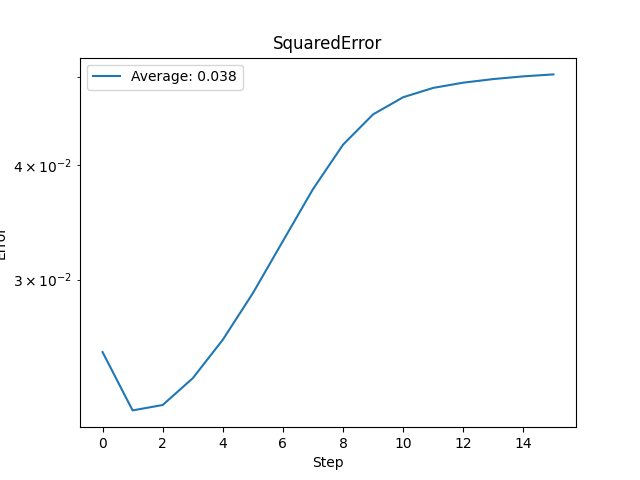 SquaredError
Average: 0.038
4 × 10⁻²
3 × 10⁻²
Error
0 2 4 6 8 10 12 14
Step